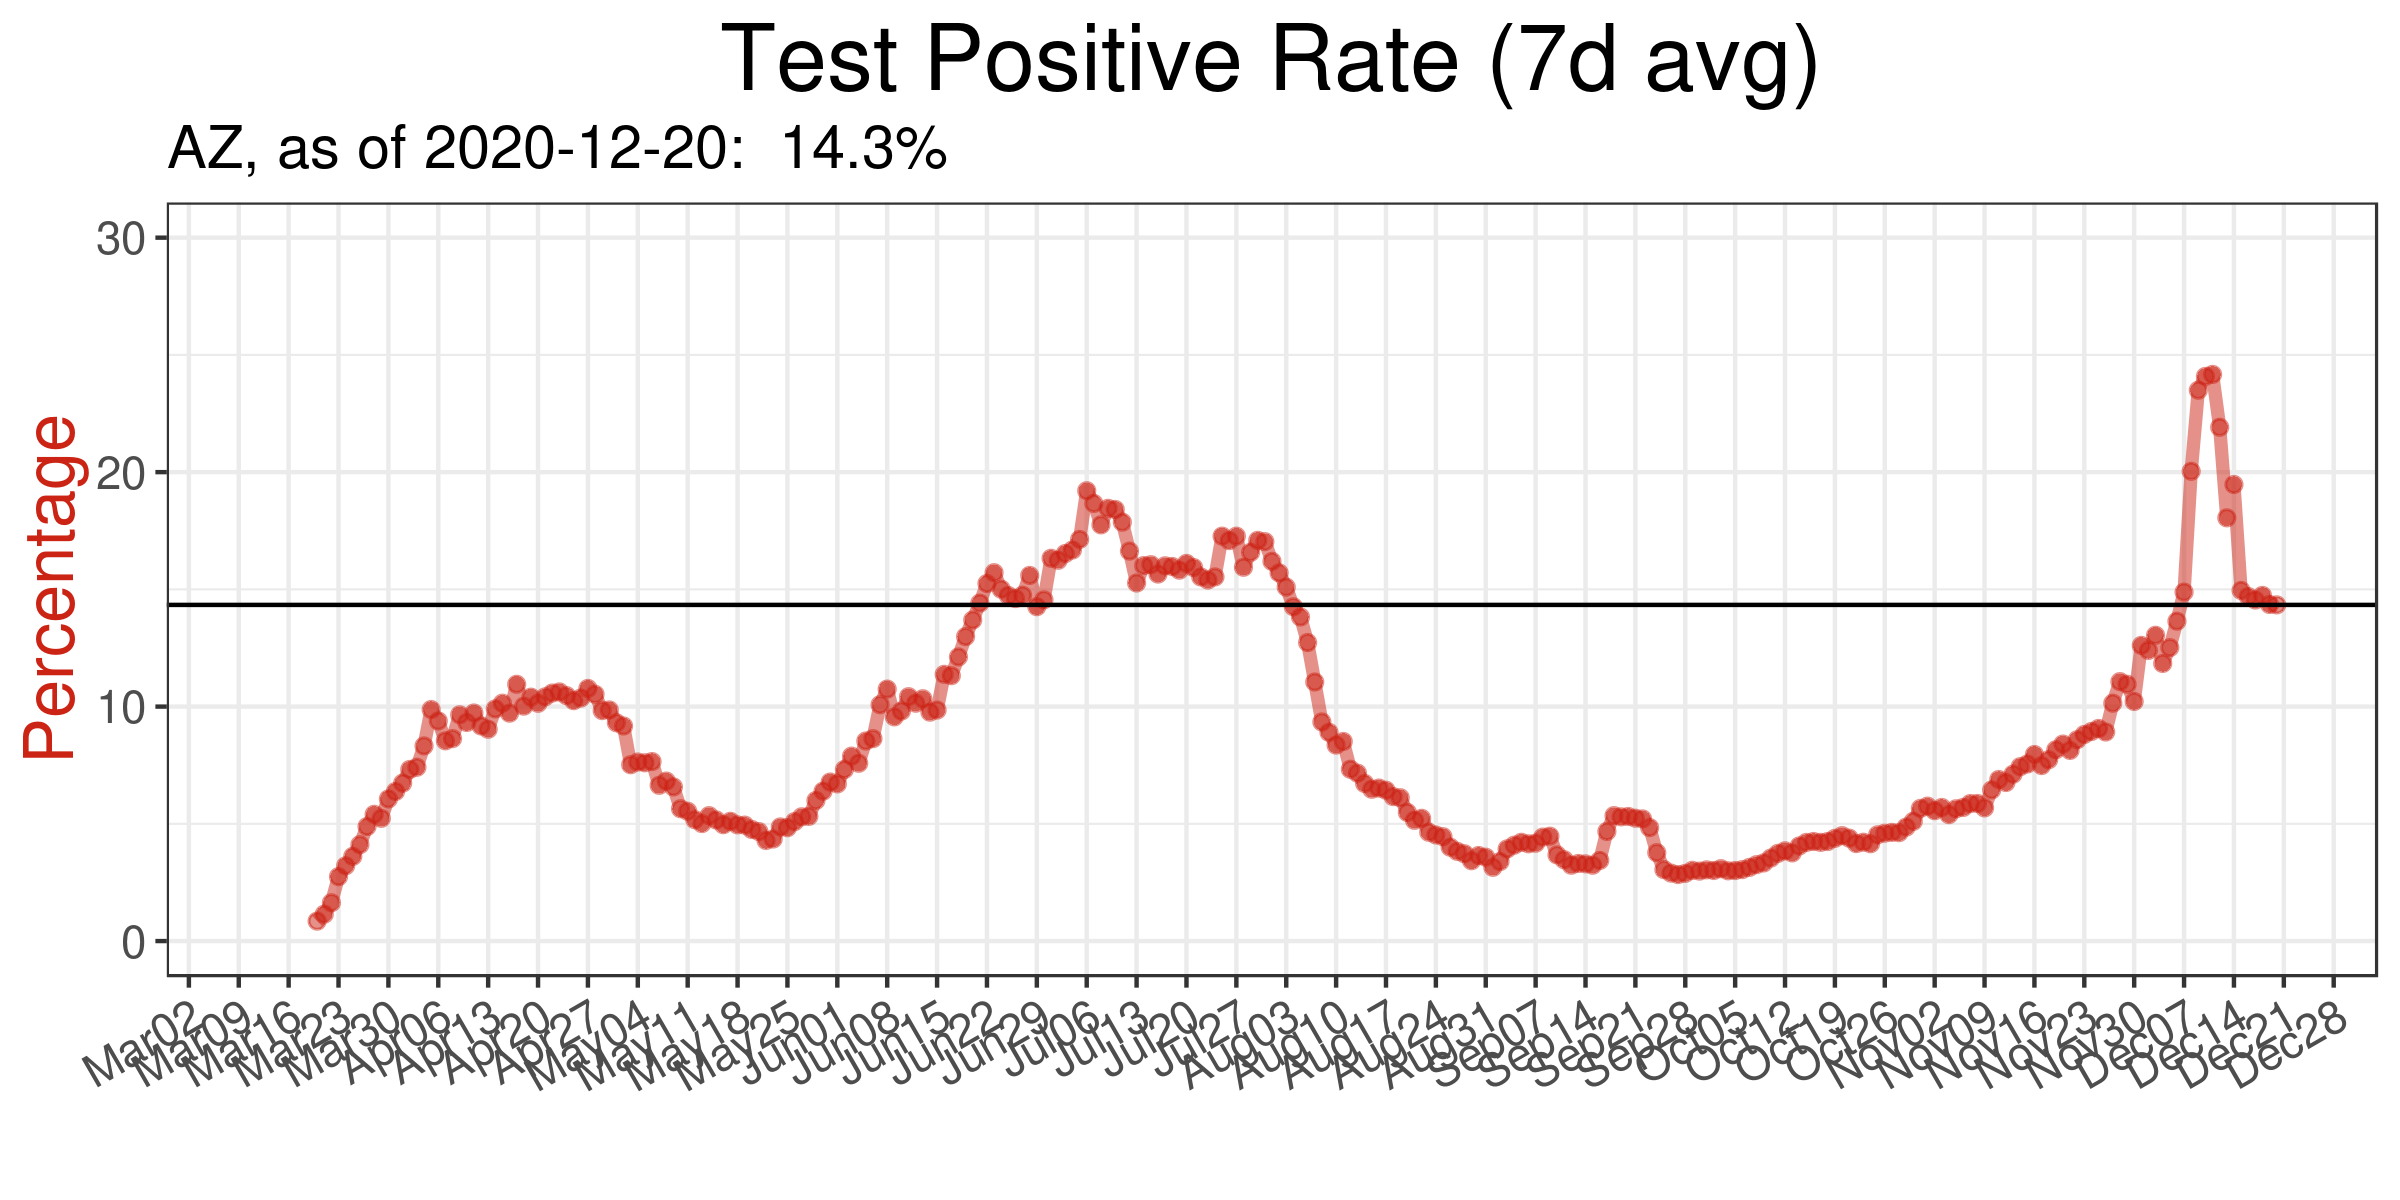 Test Positive Rate (7d avg)
AZ, as of 2020-12-20:  14.3%
Percentage
30
20
10
0
Mar02
Mar09
Mar16
Mar23
Mar30
Apr06
Apr13
Apr20
Apr27
May04
May11
May18
May25
Jun01
Jun08
Jun15
Jun22
Jun29
Jul06
Jul13
Jul20
Jul27
Aug03
Aug10
Aug17
Aug24
Aug31
Sep07
Sep14
Sep21
Sep28
Oct05
Oct12
Oct19
Oct26
Nov02
Nov09
Nov16
Nov23
Nov30
Dec07
Dec14
Dec21
Dec28